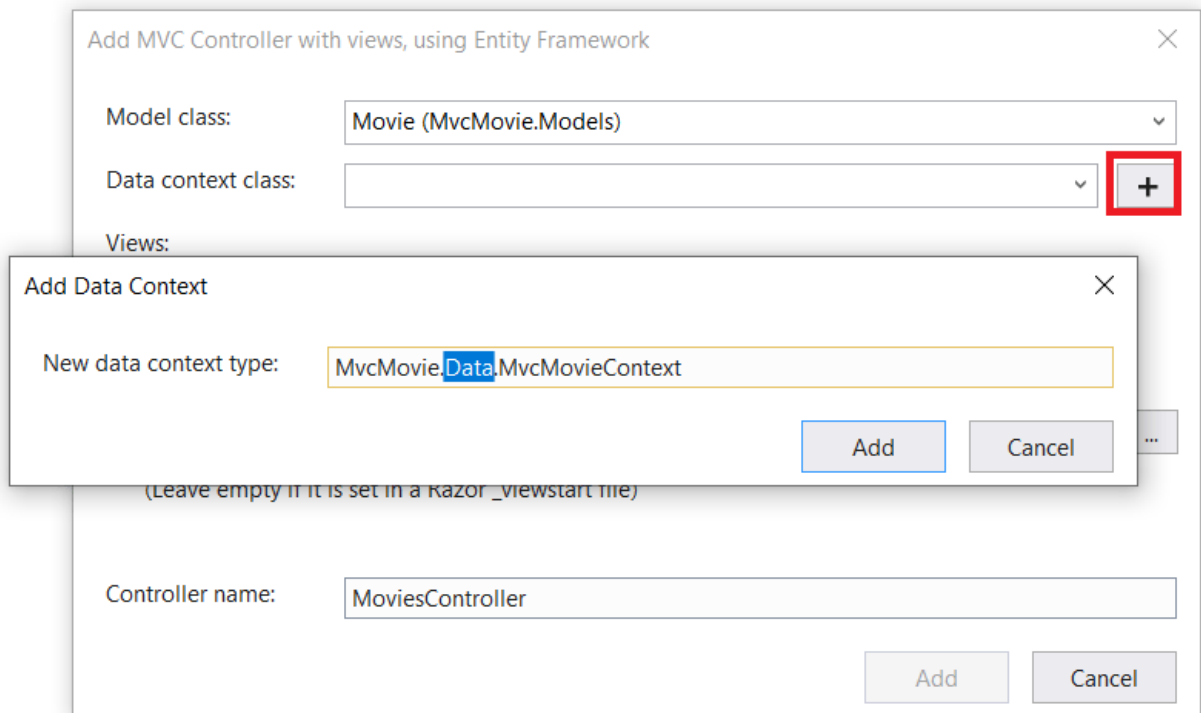 Add MVC Controller with views, using Entity Framework
Model class: Movie (MvcMovie.Models)
Data context class: +
Views:
Add Data Context
New data context type: MvcMovie.Data.MvcMovieContext
Add Cancel
...
(Leave empty if it is set in a Razor _viewstart file)
Controller name: MoviesController
Add Cancel